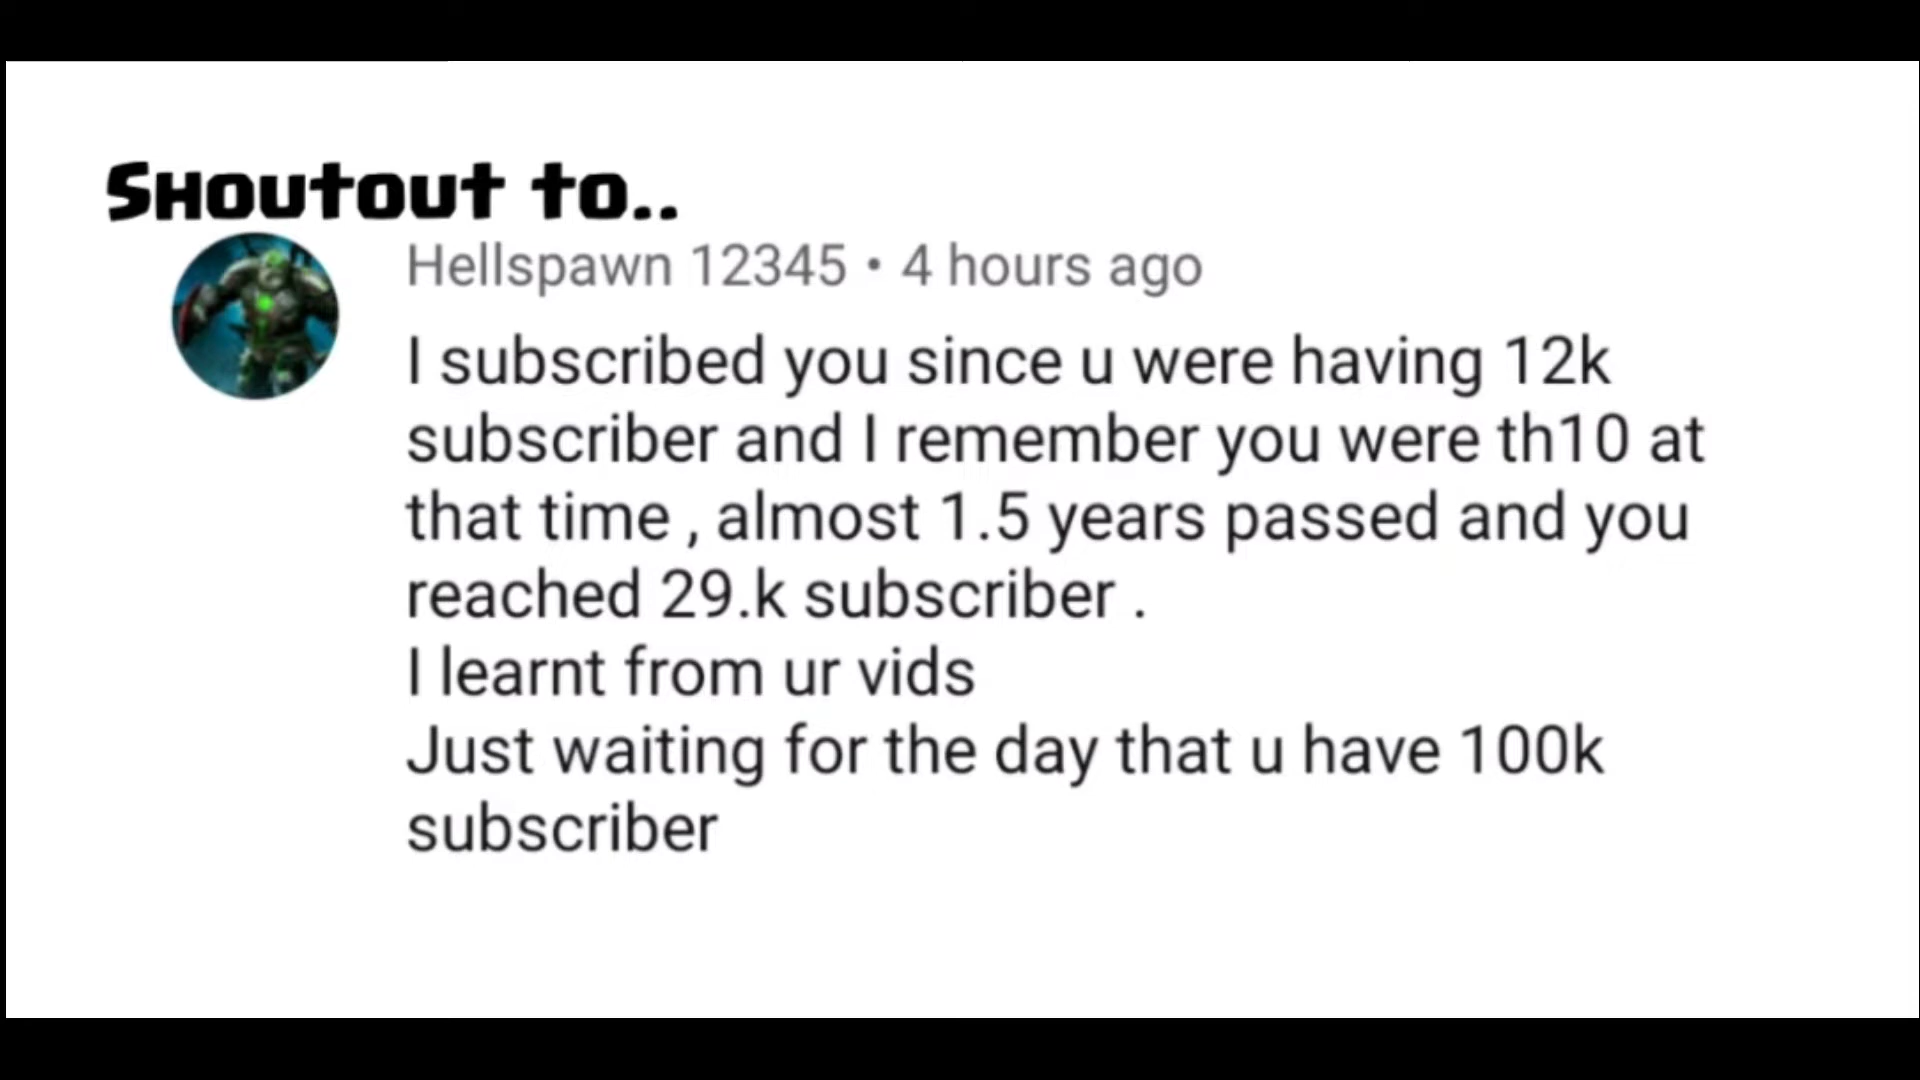 Shoutout to..
Hellspawn 12345 • 4 hours ago
I subscribed you since u were having 12k
subscriber and I remember you were th10 at
that time , almost 1.5 years passed and you
reached 29.k subscriber .
I learnt from ur vids
Just waiting for the day that u have 100k
subscriber